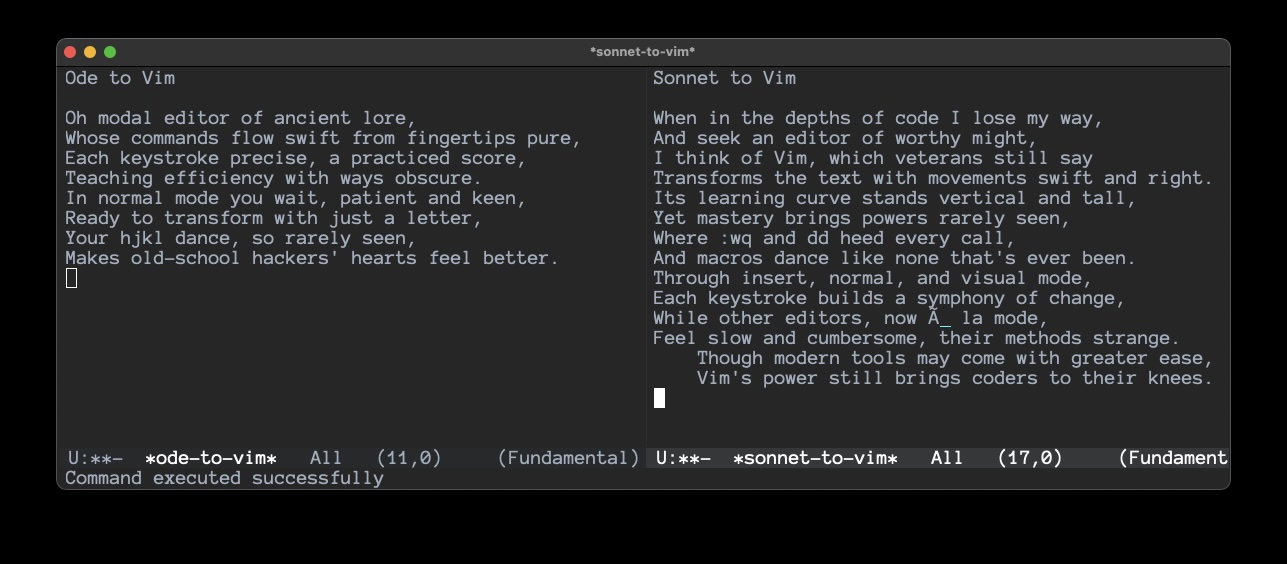 *sonnet-to-vim*
Ode to Vim
Oh modal editor of ancient lore,
Whose commands flow swift from fingertips pure,
Each keystroke precise, a practiced score,
Teaching efficiency with ways obscure.
In normal mode you wait, patient and keen,
Ready to transform with just a letter,
Your hjkl dance, so rarely seen,
Makes old-school hackers' hearts feel better.
U:**-  *ode-to-vim*   All   (11,0)     (Fundamental)
Sonnet to Vim
When in the depths of code I lose my way,
And seek an editor of worthy might,
I think of Vim, which veterans still say
Transforms the text with movements swift and right.
Its learning curve stands vertical and tall,
Yet mastery brings powers rarely seen,
Where :wq and dd heed every call,
And macros dance like none that's ever been.
Through insert, normal, and visual mode,
Each keystroke builds a symphony of change,
While other editors, now Ã_ la mode,
Feel slow and cumbersome, their methods strange.
    Though modern tools may come with greater ease,
    Vim's power still brings coders to their knees.
U:**-  *sonnet-to-vim*   All   (17,0)     (Fundament
Command executed successfully